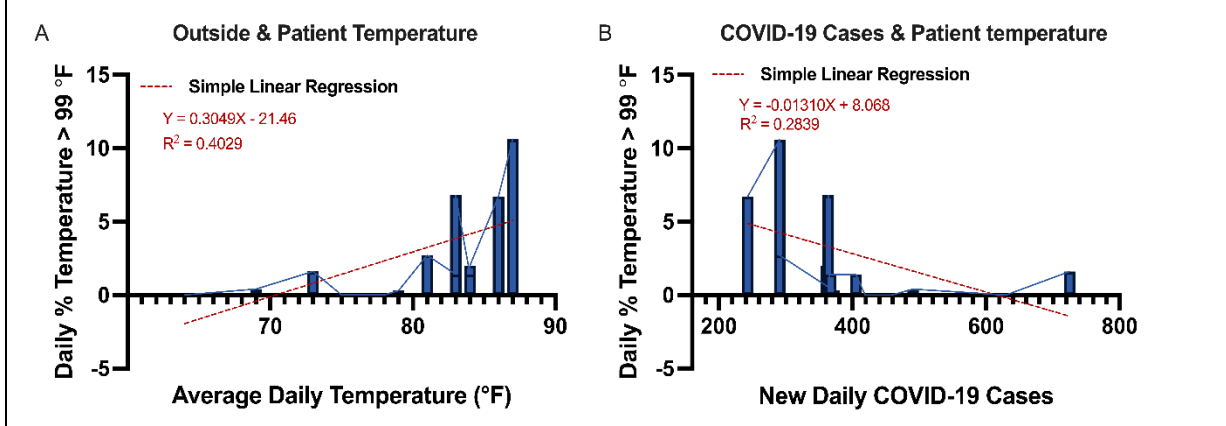 A
Outside & Patient Temperature
Daily % Temperature > 99 °F
15
10
5
0
-5
Simple Linear Regression
Y = 0.3049X - 21.46
R² = 0.4029
70
80
90
Average Daily Temperature (°F)
B
COVID-19 Cases & Patient temperature
Daily % Temperature > 99 °F
15
10
5
0
-5
Simple Linear Regression
Y = -0.01310X + 8.068
R² = 0.2839
200
400
600
800
New Daily COVID-19 Cases